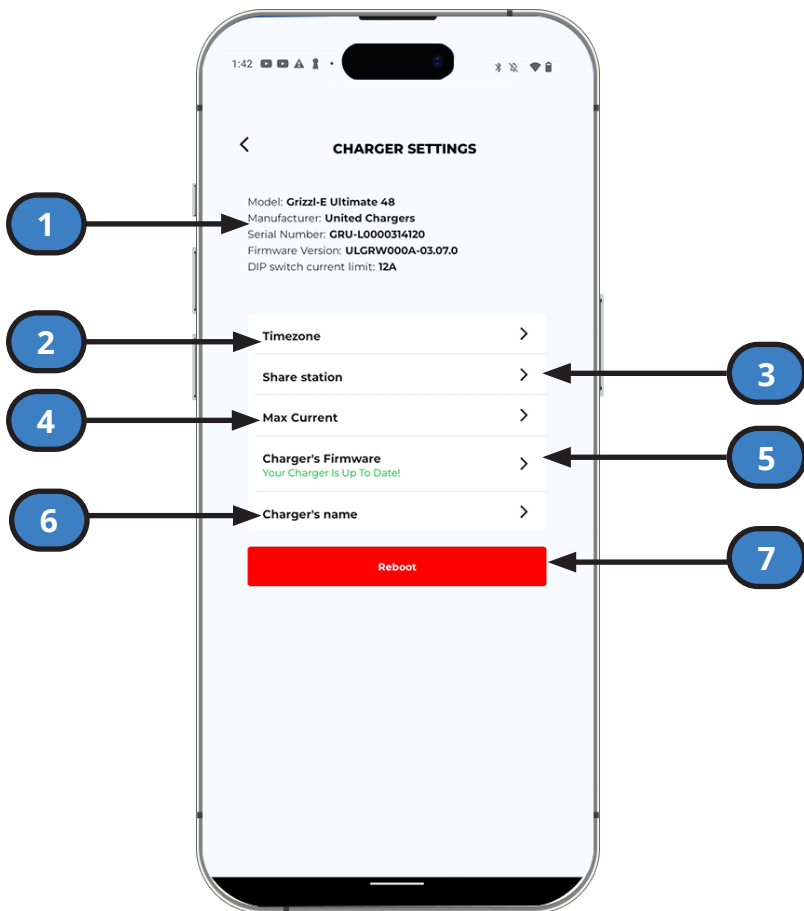 1:42
CHARGER SETTINGS
Model: Grizzl-E Ultimate 48
1
Manufacturer: United Chargers
Serial Number: GRU-L0000314120
Firmware Version: ULGRW000A-03.07.0
DIP switch current limit: 12A
2
Timezone
Share station
3
4
Max Current
Charger's Firmware
Your Charger Is Up To Date!
5
6
Charger's name
Reboot
7